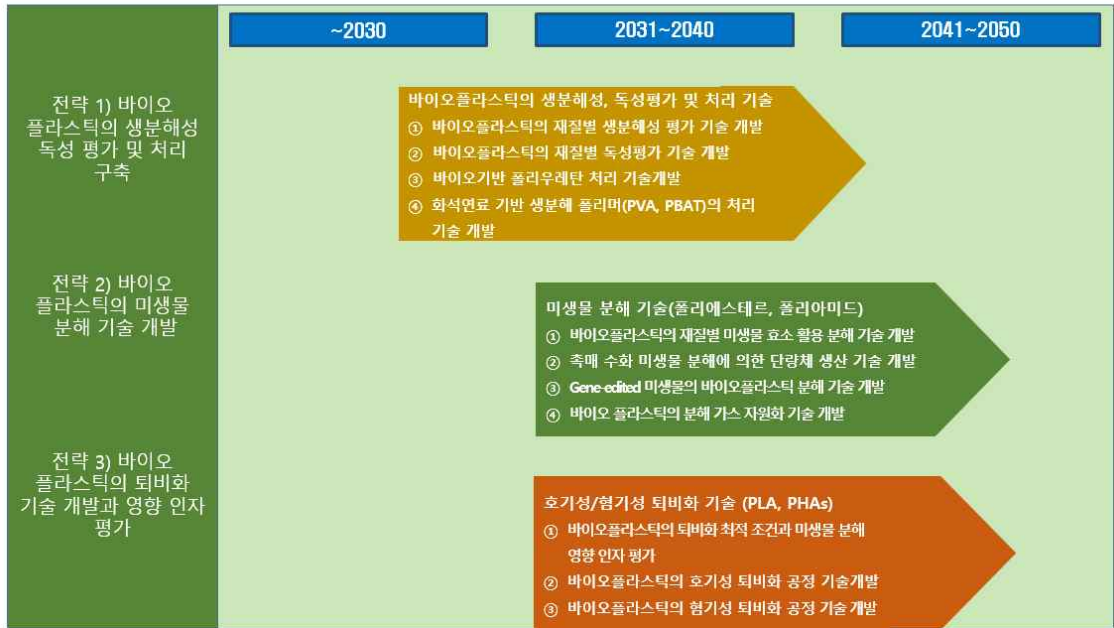 ~2030
2031~2040
2041~2050
전략 1) 바이오
플라스틱의 생분해성
독성 평가 및 처리
구축
바이오플라스틱의 생분해성, 독성평가 및 처리 기술
① 바이오플라스틱의 재질별 생분해성 평가 기술 개발
② 바이오플라스틱의 재질별 독성평가 기술 개발
③ 바이오기반 폴리우레탄 처리 기술개발
④ 화석연료 기반 생분해 폴리머(PVA, PBAT)의 처리
기술 개발
전략 2) 바이오
플라스틱의 미생물
분해 기술 개발
미생물 분해 기술(폴리에스테르, 폴리아미드)
① 바이오플라스틱의 재질별 미생물 효소 활용 분해 기술 개발
② 촉매 수화 미생물 분해에 의한 단량체 생산 기술 개발
③ Gene-edited 미생물의 바이오플라스틱 분해 기술 개발
④ 바이오 플라스틱의 분해 가스 자원화 기술 개발
전략 3) 바이오
플라스틱의 퇴비화
기술 개발과 영향 인자
평가
호기성/혐기성 퇴비화 기술 (PLA, PHAs)
① 바이오플라스틱의 퇴비화 최적 조건과 미생물 분해
영향 인자 평가
② 바이오플라스틱의 호기성 퇴비화 공정 기술개발
③ 바이오플라스틱의 혐기성 퇴비화 공정 기술 개발